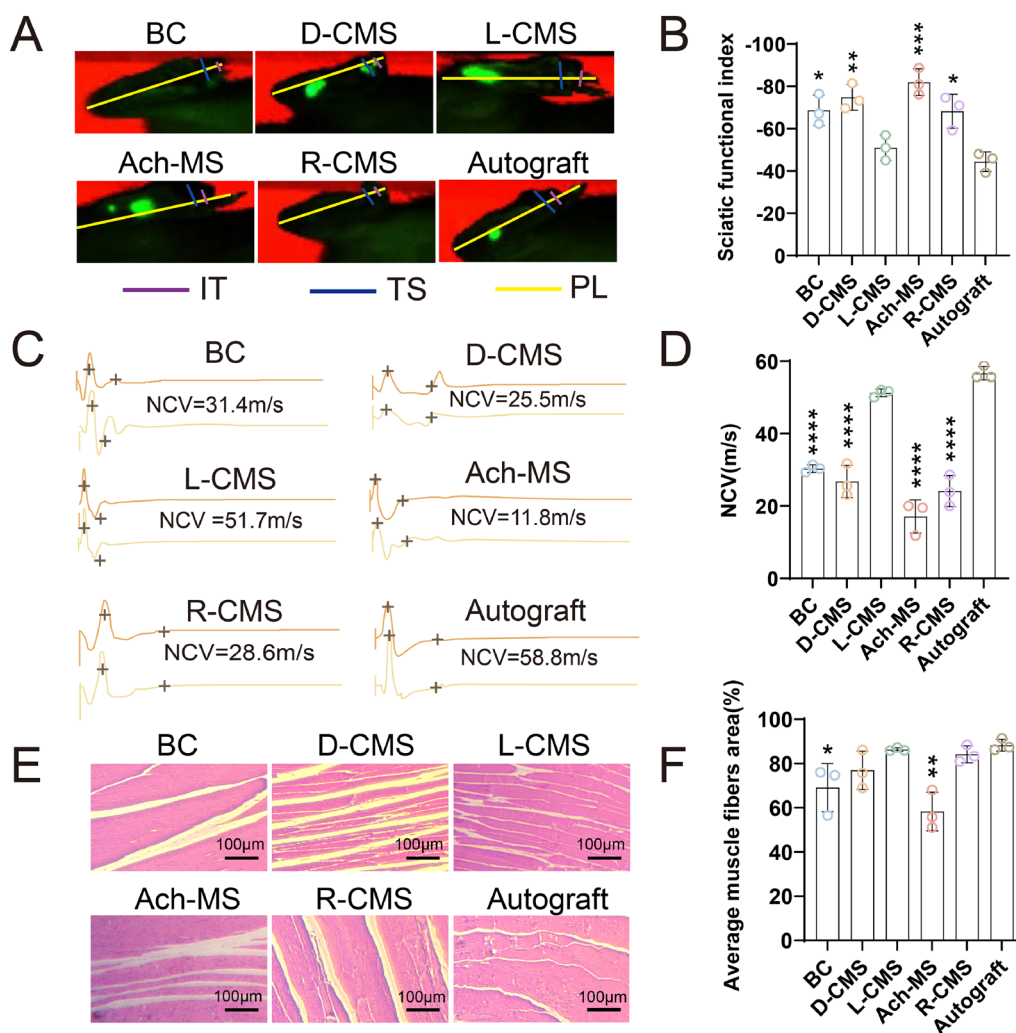 A
BC
D-CMS
L-CMS
Ach-MS
R-CMS
Autograft
IT
TS
PL
B
Sciatic functional index
-100
-80
-60
-40
-20
0
*
**
***
*
BC
D-CMS
L-CMS
Ach-MS
R-CMS
Autograft
C
BC
NCV=31.4m/s
D-CMS
NCV=25.5m/s
L-CMS
NCV =51.7m/s
Ach-MS
NCV=11.8m/s
R-CMS
NCV=28.6m/s
Autograft
NCV=58.8m/s
D
NCV(m/s)
60
40
20
0
****
****
****
****
BC
D-CMS
L-CMS
Ach-MS
R-CMS
Autograft
E
BC
D-CMS
L-CMS
100μm
100μm
100μm
Ach-MS
R-CMS
Autograft
100μm
100μm
100μm
F
Average muscle fibers area(%)
100
80
60
40
20
0
*
**
BC
D-CMS
L-CMS
Ach-MS
R-CMS
Autograft